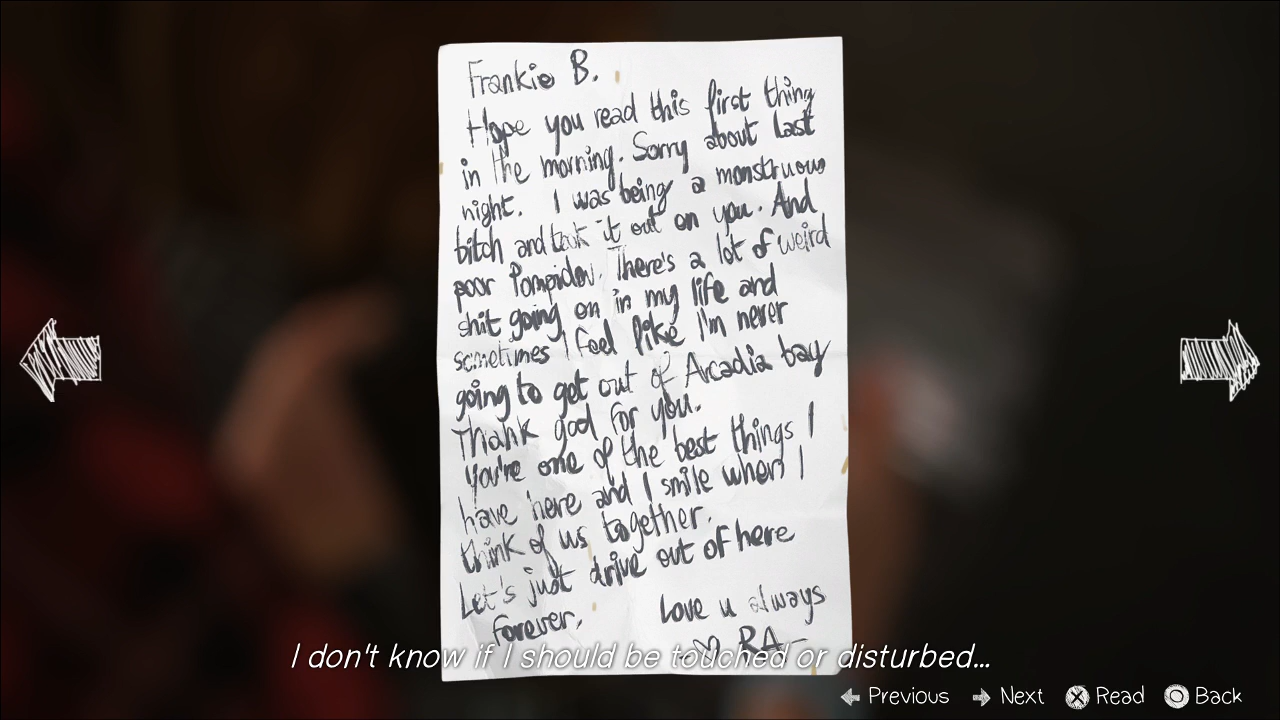 Frankie B.
Hope you read this first thing
in the morning. Sorry about last
night. I was being a monstruous
bitch and took it out on you. And
poor Pompidou. There's a lot of weird
shit going on in my life and
sometimes I feel like I'm never
going to get out of Arcadia bay
Thank god for you.
You're one of the best things I
have here and I smile when I
think of us together.
Let's just drive out of here
forever.
Love u always
-♡ RA-
I don't know if I should be touched or disturbed...
Previous Next Read Back